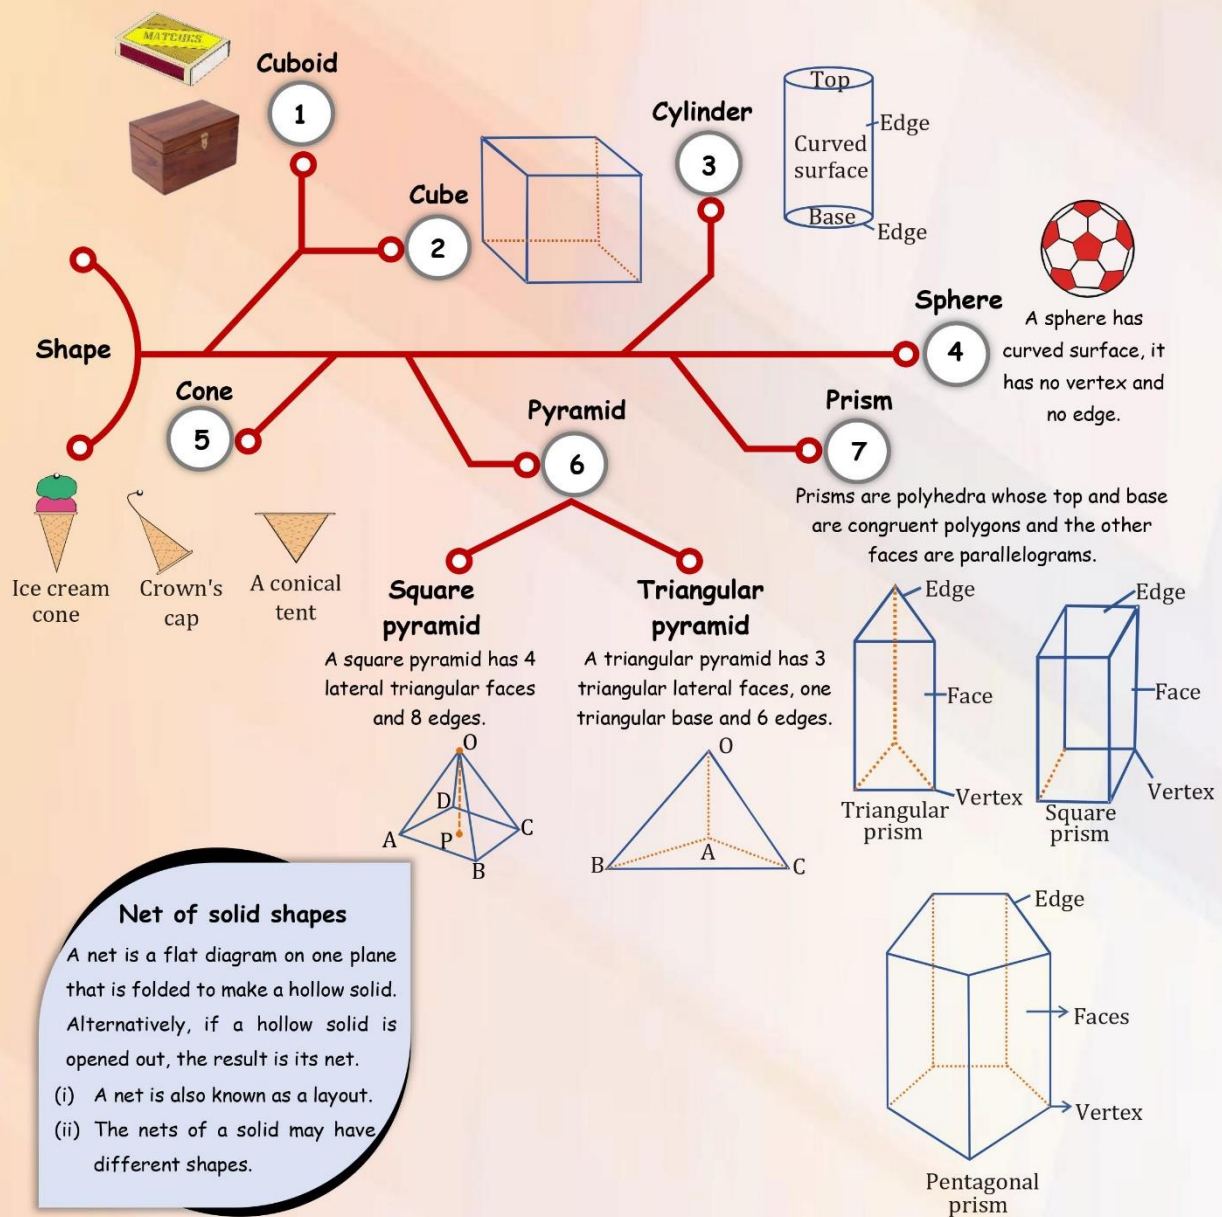 MATCHES
Cuboid
1
Cube
2
Cylinder
3
Top
Edge
Curved
surface
Base
Edge
Shape
Sphere
4
A sphere has
curved surface, it
has no vertex and
no edge.
Cone
5
Ice cream
cone
Crown's
cap
A conical
tent
Pyramid
6
Square
pyramid
A square pyramid has 4
lateral triangular faces
and 8 edges.
O
D
A
P
C
B
Triangular
pyramid
A triangular pyramid has 3
triangular lateral faces, one
triangular base and 6 edges.
O
B
A
C
Prism
7
Prisms are polyhedra whose top and base
are congruent polygons and the other
faces are parallelograms.
Edge
Face
Vertex
Triangular
prism
Edge
Face
Vertex
Square
prism
Edge
Faces
Vertex
Pentagonal
prism
Net of solid shapes
A net is a flat diagram on one plane
that is folded to make a hollow solid.
Alternatively, if a hollow solid is
opened out, the result is its net.
(i) A net is also known as a layout.
(ii) The nets of a solid may have
different shapes.